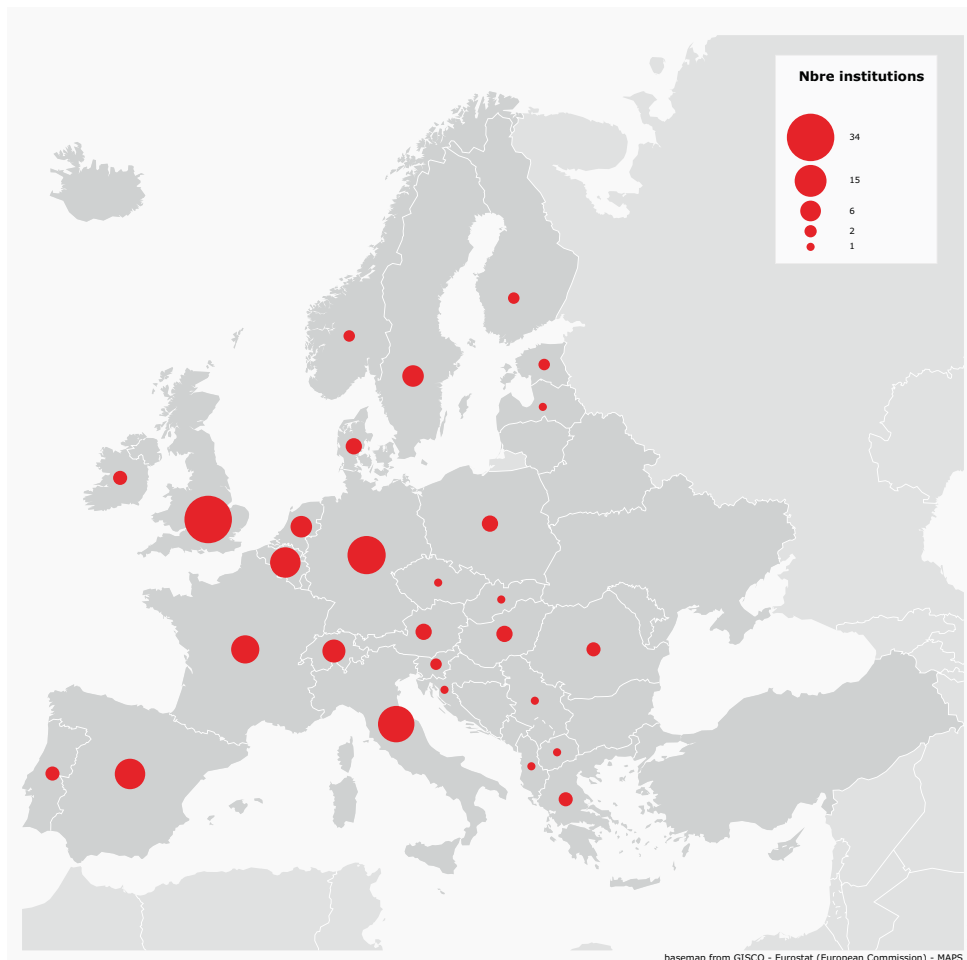 Nbre institutions
34
15
6
2
1
basemap from GISCO - Eurostat (European Commission) - MAPS